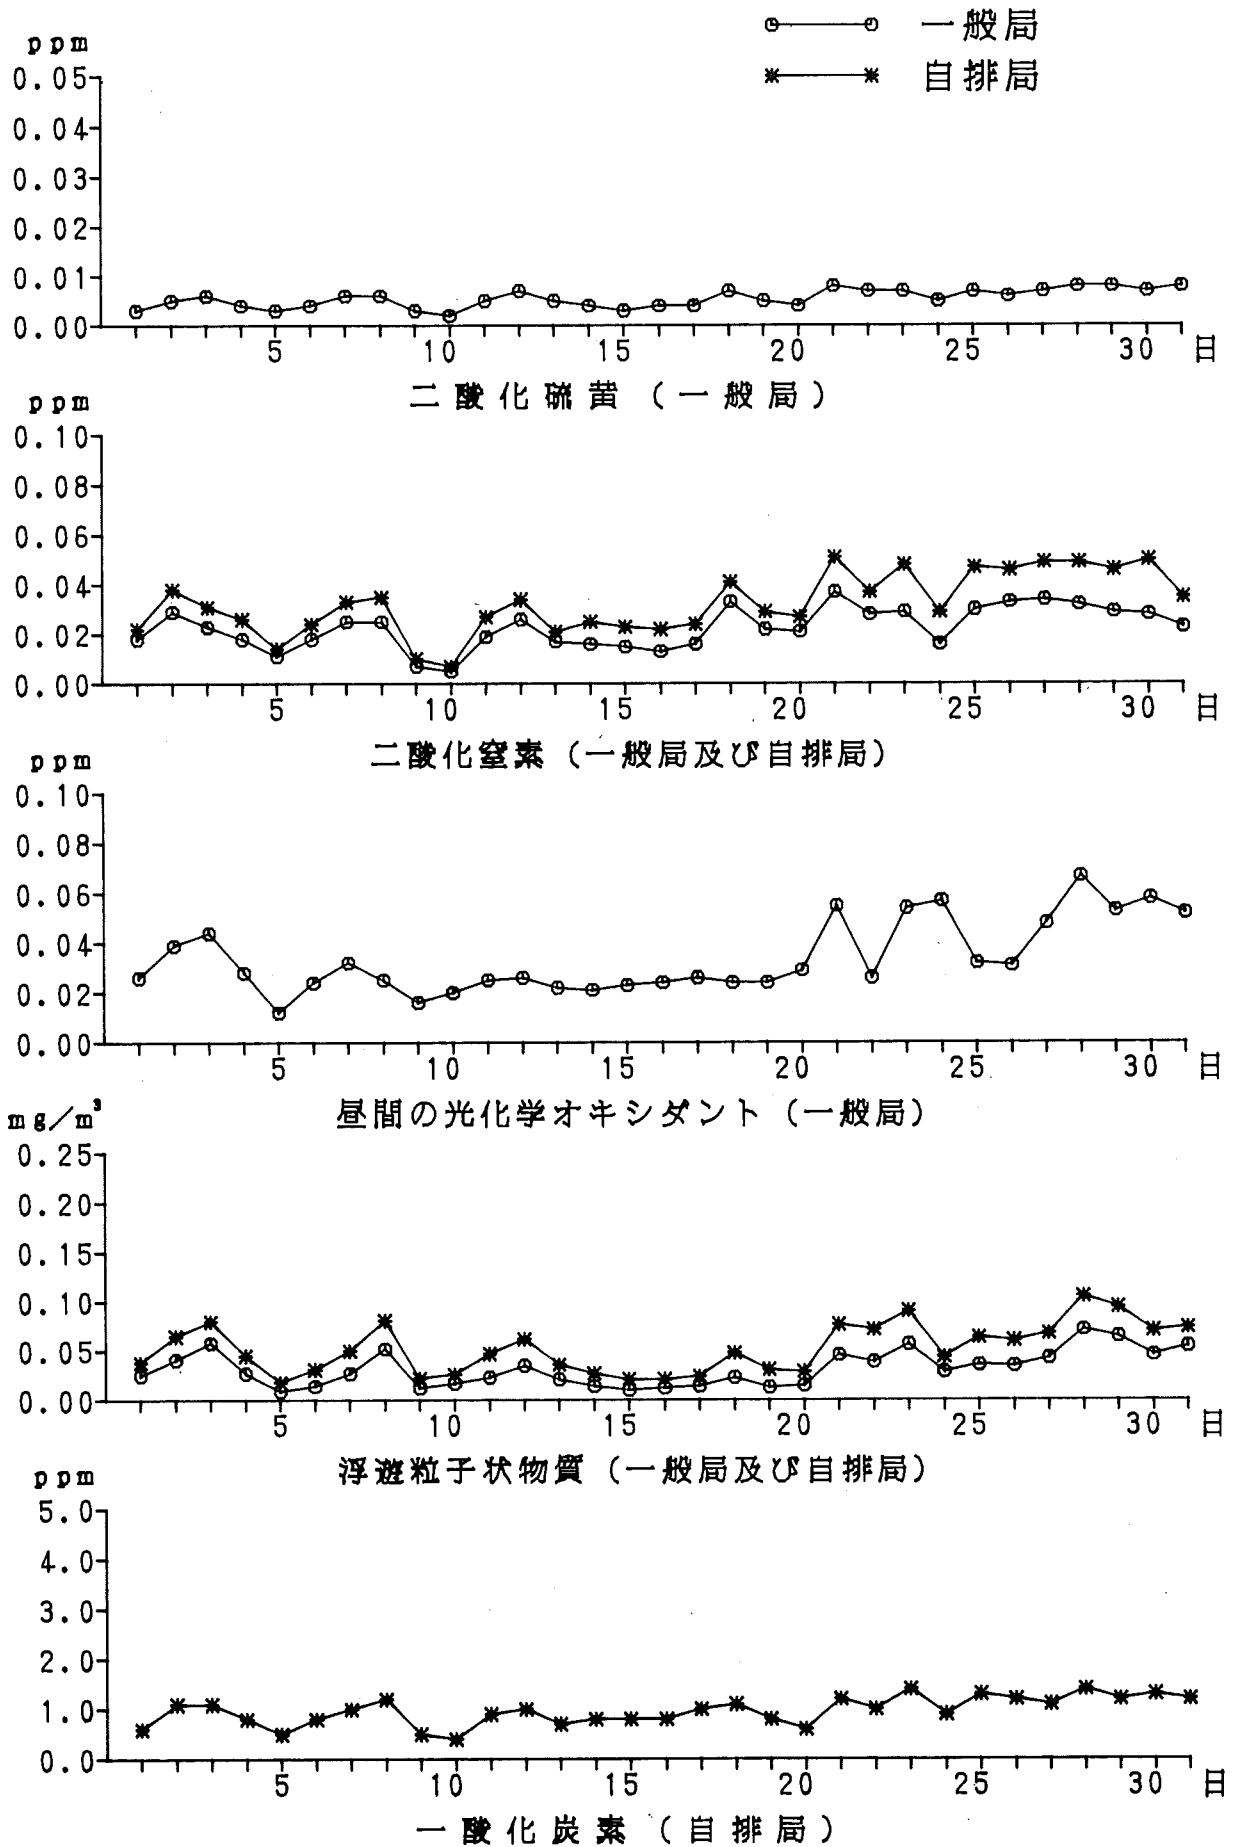 一般局
自排局
ppm
0.05
0.04
0.03
0.02
0.01
0.00
5 10 15 20 25 30 日
二酸化硫黄（一般局）
ppm
0.10
0.08
0.06
0.04
0.02
0.00
5 10 15 20 25 30 日
二酸化窒素（一般局及び自排局）
ppm
0.10
0.08
0.06
0.04
0.02
0.00
5 10 15 20 25 30 日
昼間の光化学オキシダント（一般局）
mg/m³
0.25
0.20
0.15
0.10
0.05
0.00
5 10 15 20 25 30 日
浮遊粒子状物質（一般局及び自排局）
ppm
5.0
4.0
3.0
2.0
1.0
0.0
5 10 15 20 25 30 日
一酸化炭素（自排局）